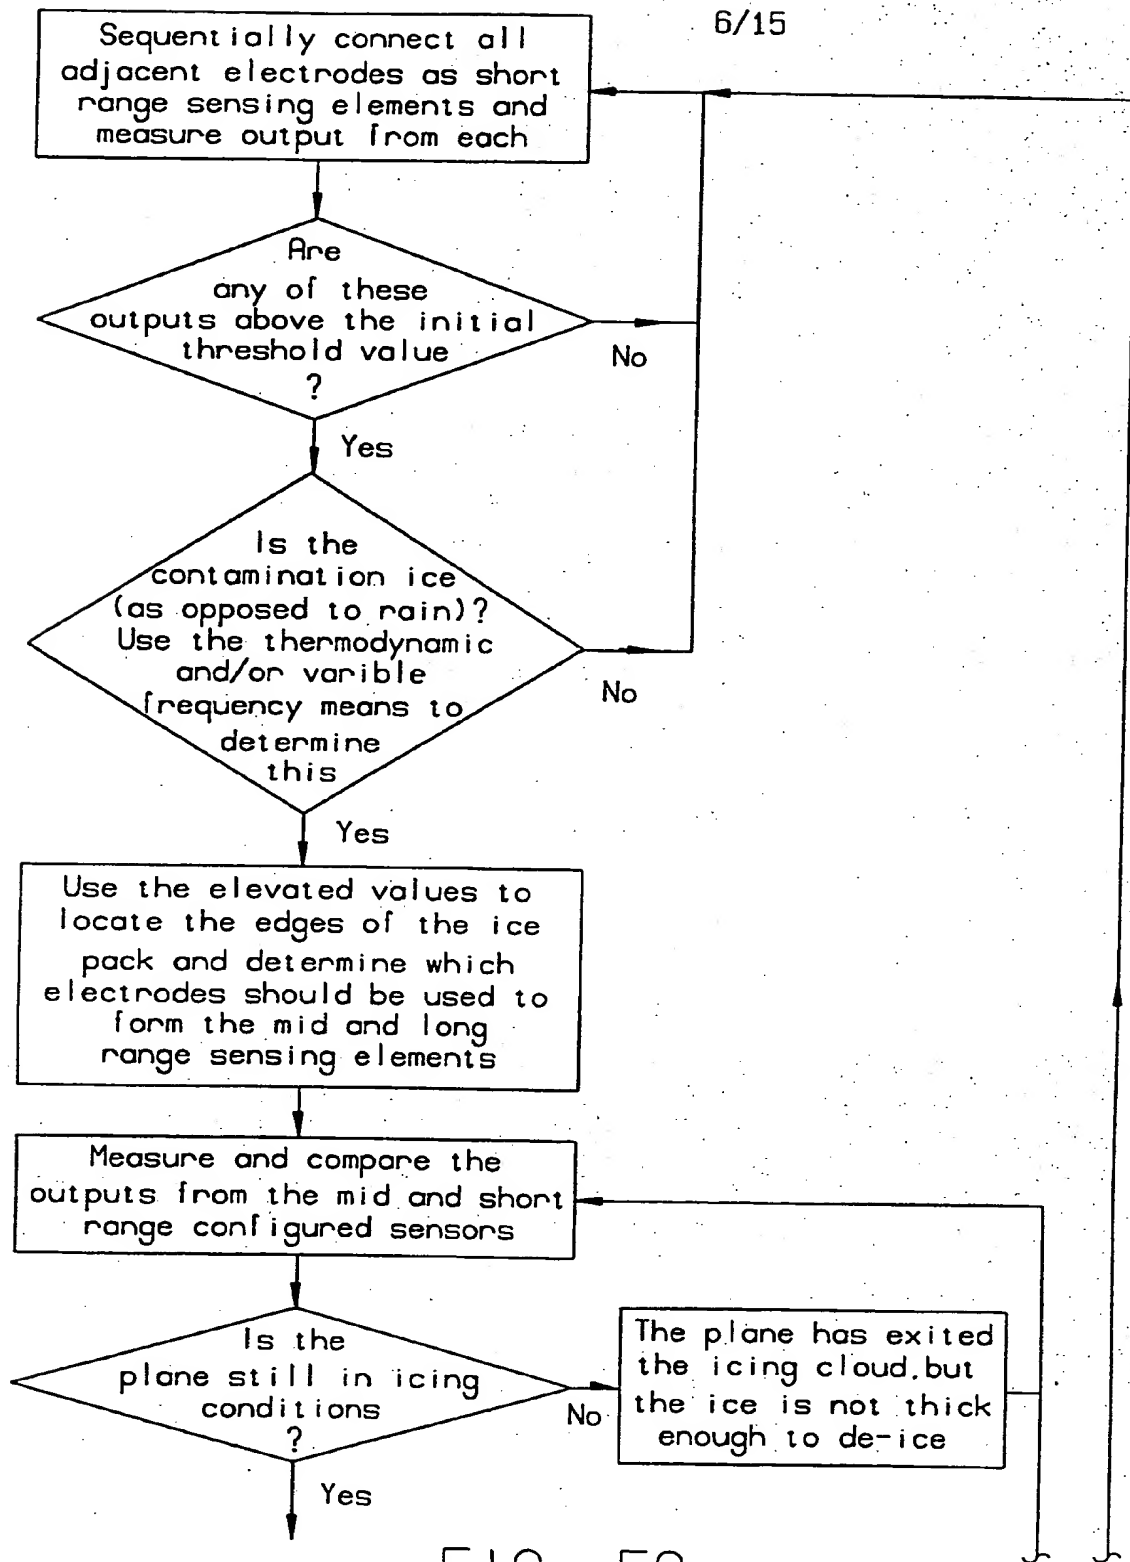 6/15
Sequentially connect all
adjacent electrodes as short
range sensing elements and
measure output from each
Are
any of these
outputs above the initial
threshold value
?
No
Yes
Is the
contamination ice
(as opposed to rain)?
Use the thermodynamic
and/or varible
frequency means to
determine
this
No
Yes
Use the elevated values to
locate the edges of the ice
pack and determine which
electrodes should be used to
form the mid and long
range sensing elements
Measure and compare the
outputs from the mid and short
range configured sensors
Is the
plane still in icing
conditions
?
No
The plane has exited
the icing cloud, but
the ice is not thick
enough to de-ice
Yes